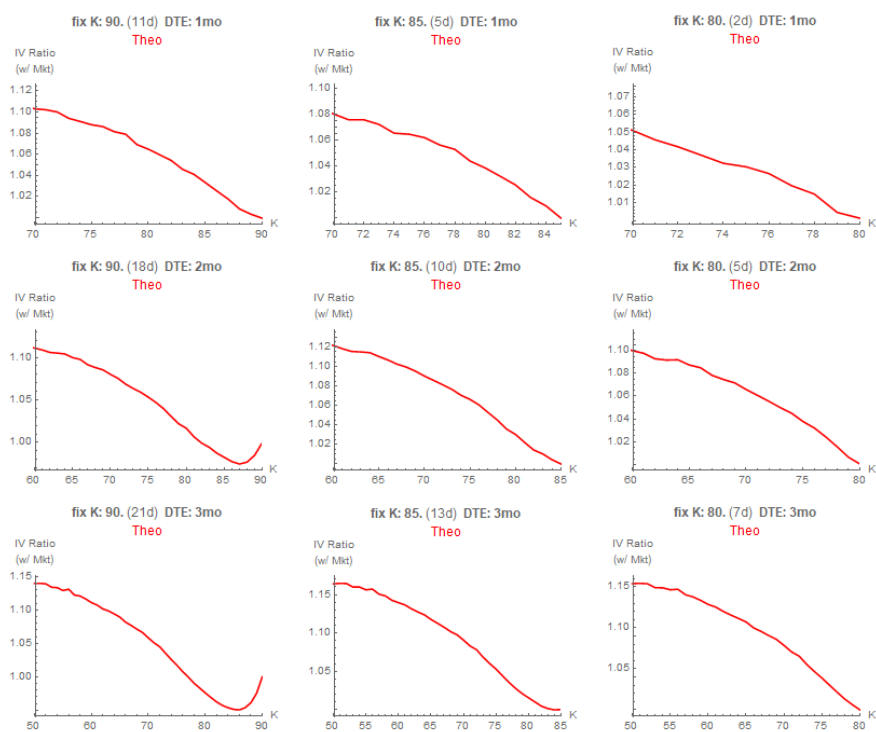 fix K: 90. (11d) DTE: 1mo
Theo
IV Ratio
(w/ Mkt)
1.12
1.10
1.08
1.06
1.04
1.02
70 75 80 85 90
K
fix K: 85. (5d) DTE: 1mo
Theo
IV Ratio
(w/ Mkt)
1.10
1.08
1.06
1.04
1.02
70 72 74 76 78 80 82 84
K
fix K: 80. (2d) DTE: 1mo
Theo
IV Ratio
(w/ Mkt)
1.07
1.06
1.05
1.04
1.03
1.02
1.01
70 72 74 76 78 80
K
fix K: 90. (18d) DTE: 2mo
Theo
IV Ratio
(w/ Mkt)
1.10
1.05
1.00
60 65 70 75 80 85 90
K
fix K: 85. (10d) DTE: 2mo
Theo
IV Ratio
(w/ Mkt)
1.12
1.10
1.08
1.06
1.04
1.02
60 65 70 75 80 85
K
fix K: 80. (5d) DTE: 2mo
Theo
IV Ratio
(w/ Mkt)
1.10
1.08
1.06
1.04
1.02
60 65 70 75 80
K
fix K: 90. (21d) DTE: 3mo
Theo
IV Ratio
(w/ Mkt)
1.15
1.10
1.05
1.00
50 60 70 80 90
K
fix K: 85. (13d) DTE: 3mo
Theo
IV Ratio
(w/ Mkt)
1.15
1.10
1.05
50 55 60 65 70 75 80 85
K
fix K: 80. (7d) DTE: 3mo
Theo
IV Ratio
(w/ Mkt)
1.15
1.10
1.05
50 55 60 65 70 75 80
K